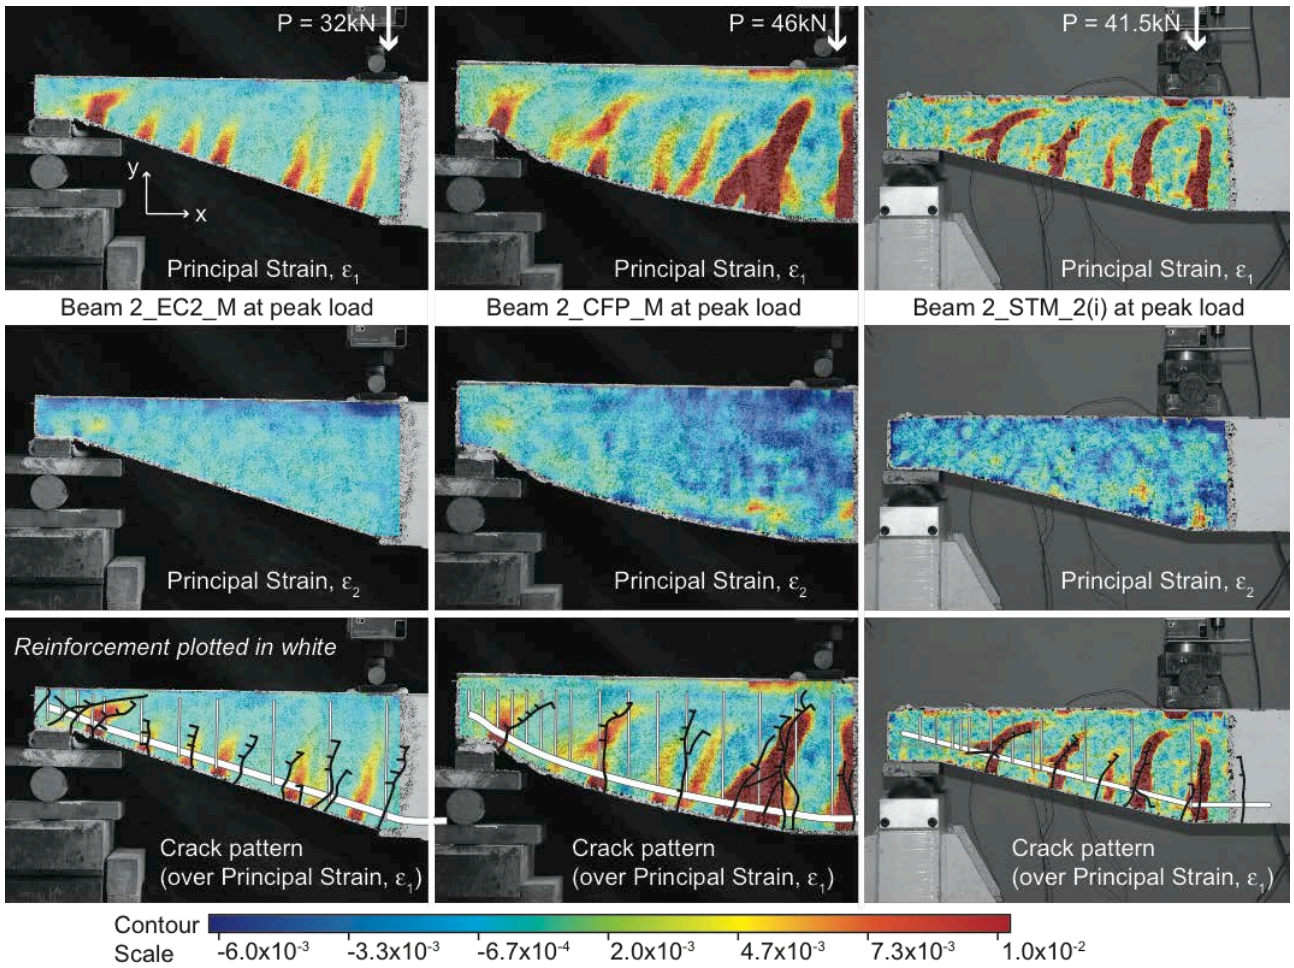 P = 32kN
P = 46kN
P = 41.5kN
y
x
Principal Strain, ε₁
Principal Strain, ε₁
Principal Strain, ε₁
Beam 2_EC2_M at peak load
Beam 2_CFP_M at peak load
Beam 2_STM_2(i) at peak load
Principal Strain, ε₂
Principal Strain, ε₂
Principal Strain, ε₂
Reinforcement plotted in white
Crack pattern
(over Principal Strain, ε₁)
Crack pattern
(over Principal Strain, ε₁)
Crack pattern
(over Principal Strain, ε₁)
Contour
Scale
-6.0x10⁻³
-3.3x10⁻³
-6.7x10⁻⁴
2.0x10⁻³
4.7x10⁻³
7.3x10⁻³
1.0x10⁻²